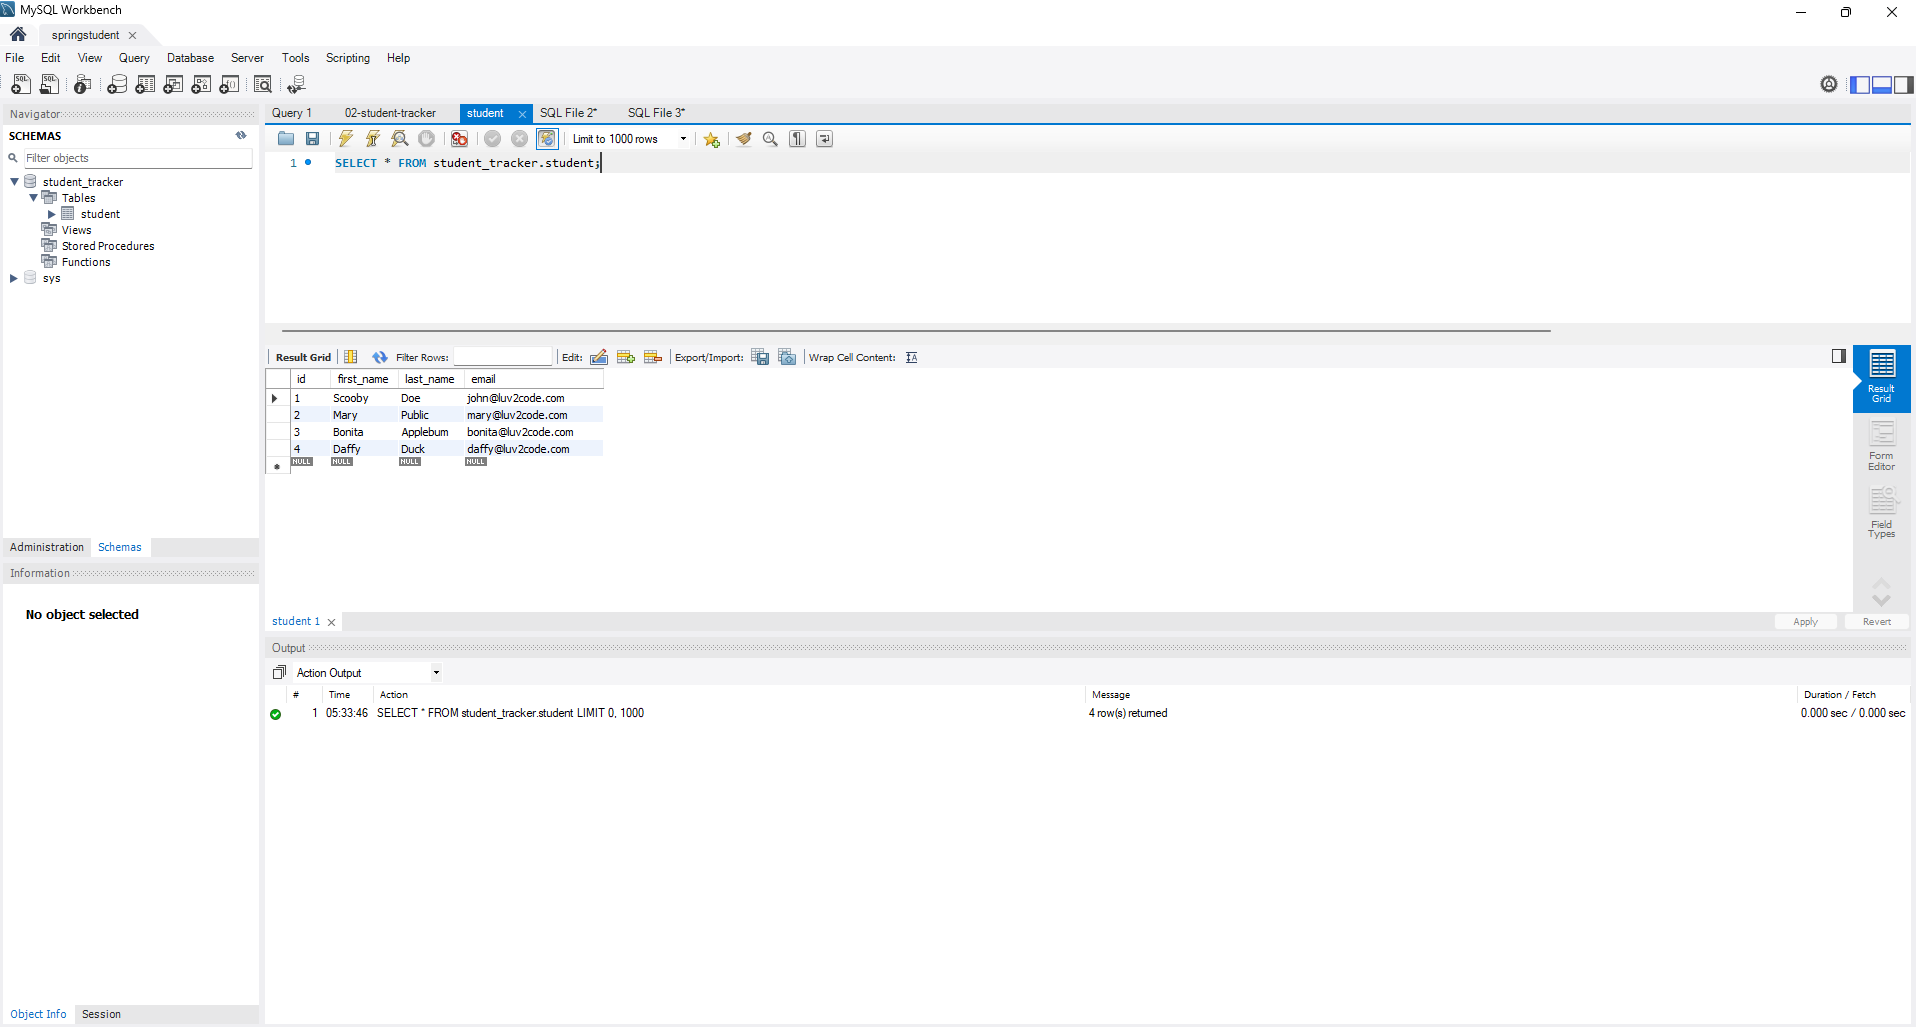 MySQL Workbench
springstudent
File Edit View Query Database Server Tools Scripting Help
Navigator
SCHEMAS
Filter objects
student_tracker
Tables
student
Views
Stored Procedures
Functions
sys
Administration Schemas
Information
No object selected
Object Info Session
Query 1 02-student-tracker student SQL File 2* SQL File 3*
Limit to 1000 rows
1 SELECT * FROM student_tracker.student;
Result Grid Filter Rows: Edit: Export/Import: Wrap Cell Content:
id first_name last_name email
1 Scooby Doe john@luv2code.com
2 Mary Public mary@luv2code.com
3 Bonita Applebum bonita@luv2code.com
4 Daffy Duck daffy@luv2code.com
NULL NULL NULL NULL
Result
Grid
Form
Editor
Field
Types
student 1
Apply Revert
Output
Action Output
# Time Action Message Duration / Fetch
1 05:33:46 SELECT * FROM student_tracker.student LIMIT 0, 1000 4 row(s) returned 0.000 sec / 0.000 sec